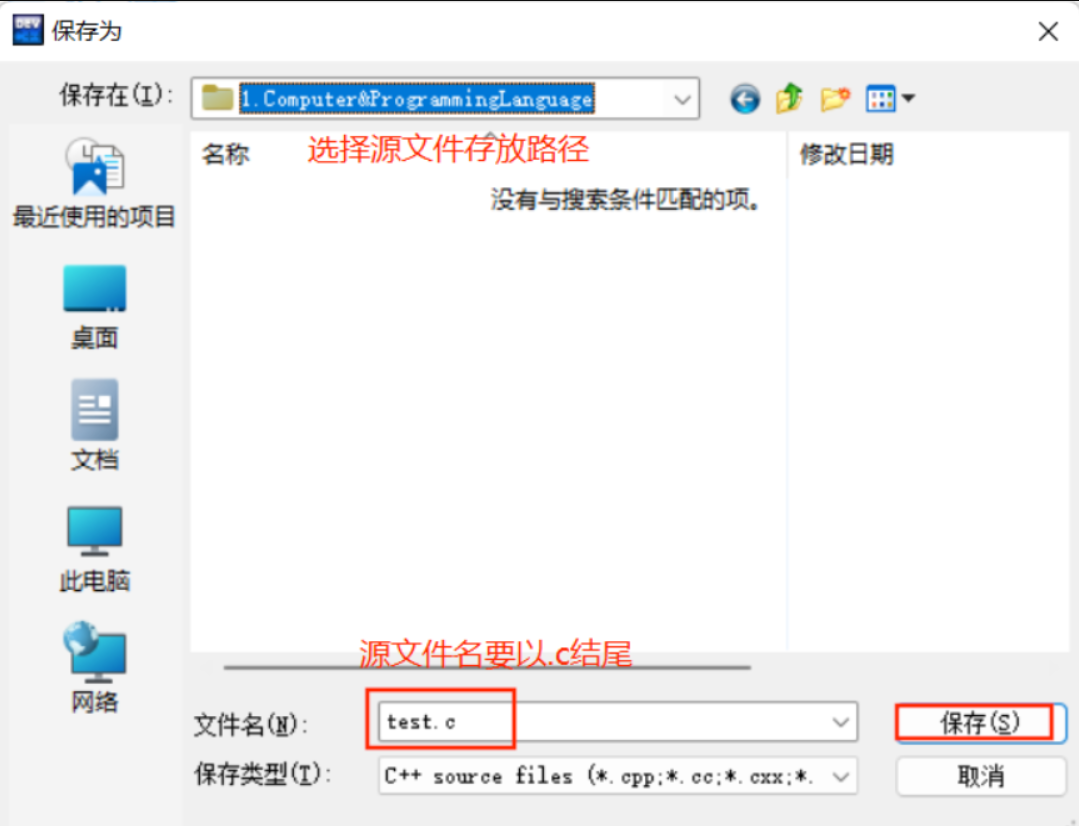 DEV
保存为
保存在(I):
1.Computer&ProgrammingLanguage
名称
选择源文件存放路径
修改日期
没有与搜索条件匹配的项。
最近使用的项目
桌面
文档
此电脑
网络
源文件名要以.c结尾
文件名(N):
test.c
保存(S)
保存类型(T):
C++ source files (*.cpp;*.cc;*.cxx;*.
取消